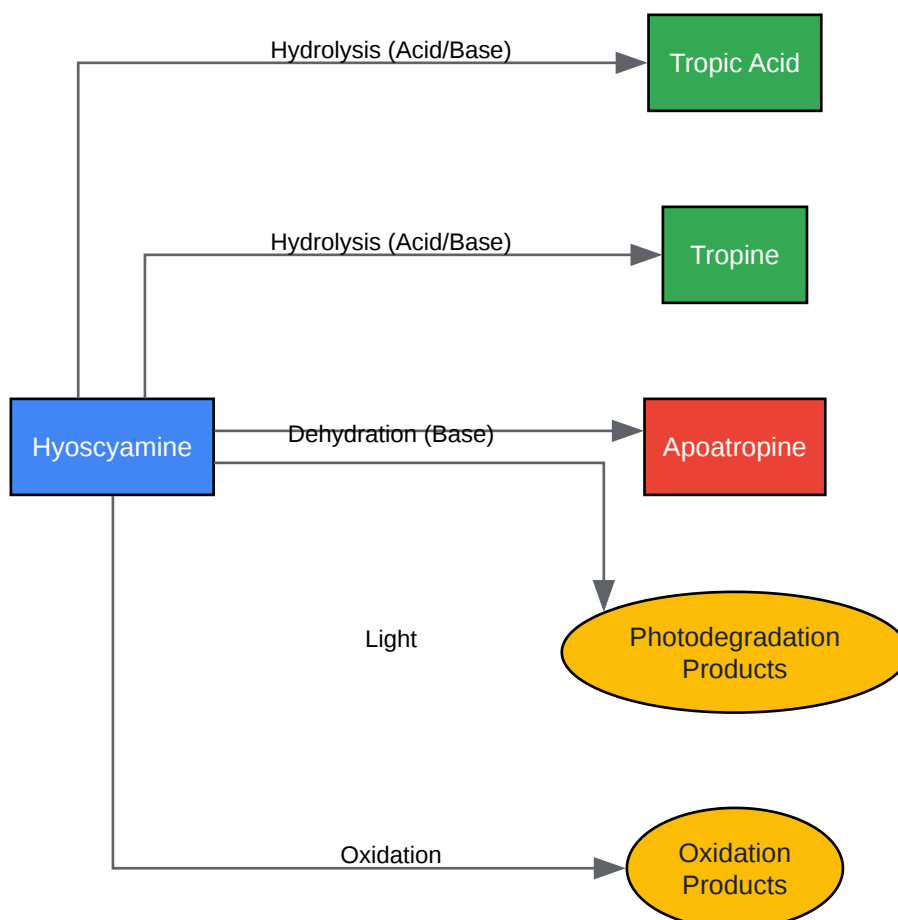 Hydrolysis (Acid/Base)
Tropic Acid
Hydrolysis (Acid/Base)
Tropine
Hyoscyamine
Dehydration (Base)
Apoatropine
Light
Photodegradation
Products
Oxidation
Oxidation
Products